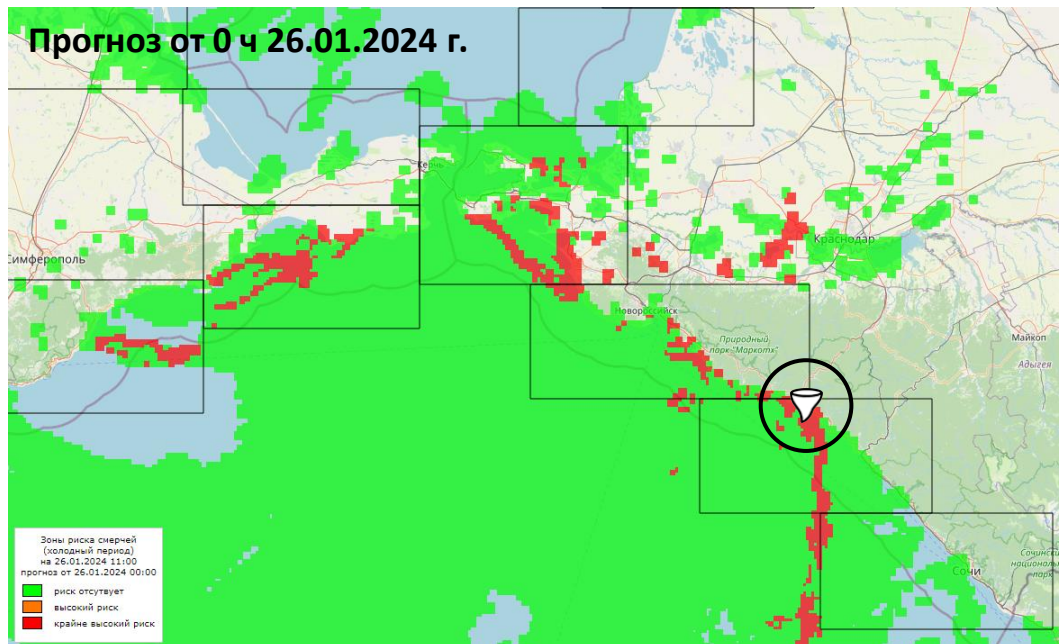 Прогноз от 0 ч 26.01.2024 г.
Керчь
Симферополь
Краснодар
Новороссийск
Природный
парк "Маркотх"
Майкоп
Адыгея
Сочинский
национальный
парк
Сочи
Зоны риска смерчей
(холодный период)
на 26.01.2024 11:00
прогноз от 26.01.2024 00:00
риск отсутвует
высокий риск
крайне высокий риск